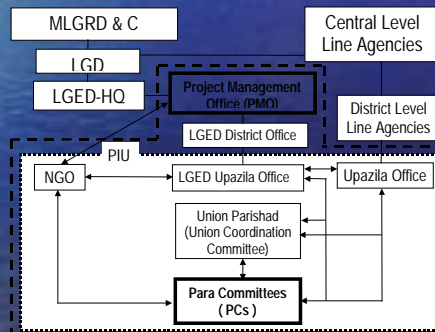 MLGRD & C
Central Level
Line Agencies
LGD
LGED-HQ
Project Management
Office (PMO)
District Level
Line Agencies
LGED District Office
PIU
NGO
LGED Upazila Office
Upazila Office
Union Parishad
(Union Coordination
Committee)
Para Committees
( PCs )